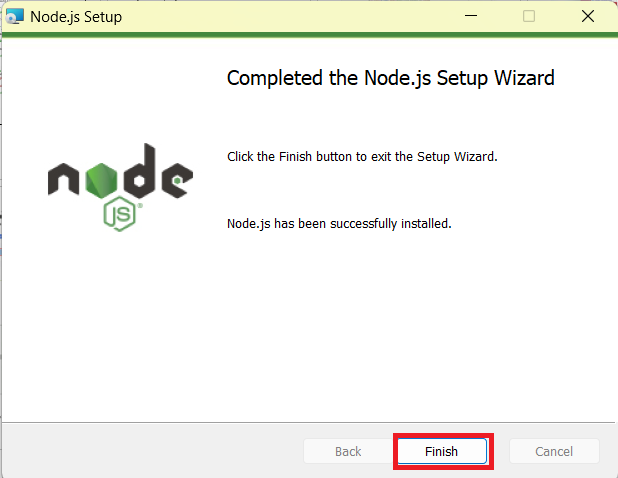 Node.js Setup
Completed the Node.js Setup Wizard
Click the Finish button to exit the Setup Wizard.
node
JS
®
Node.js has been successfully installed.
Back
Finish
Cancel